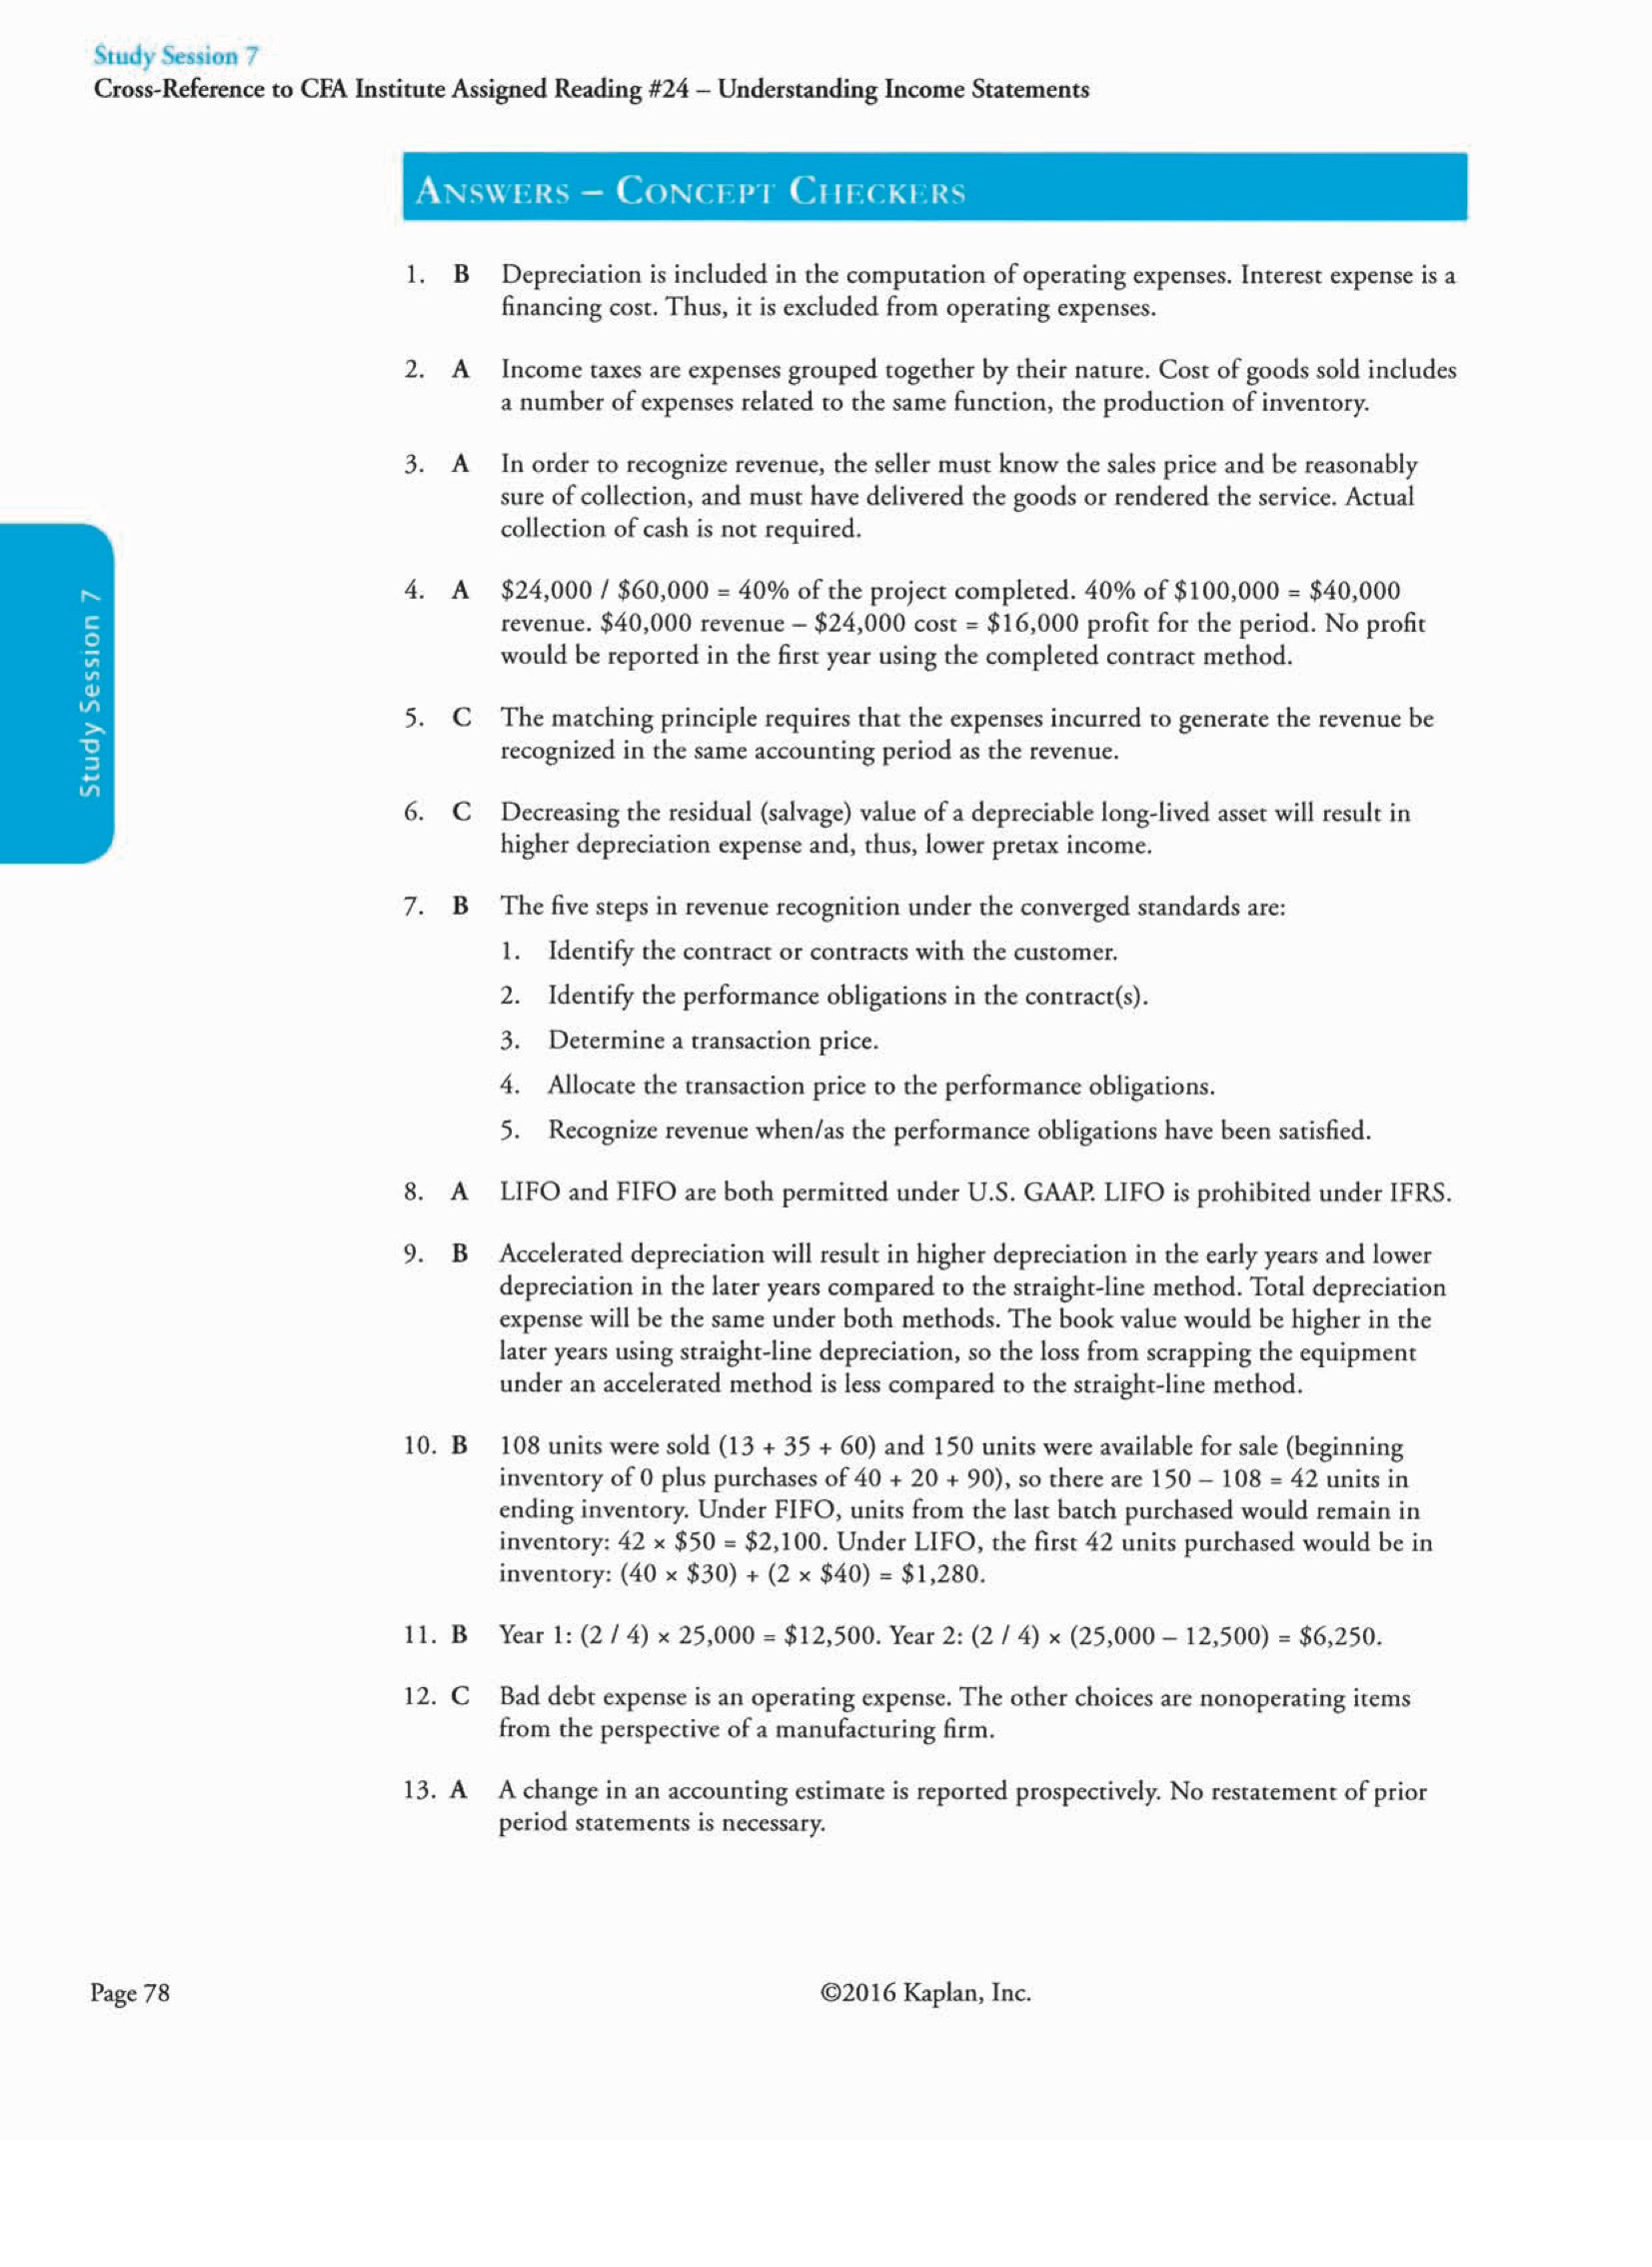 Study Session 7
Cross-Reference to CFA Institute Assigned Reading #24 – Understanding Income Statements
Answers – Concept Checkers
1. B Depreciation is included in the computation of operating expenses. Interest expense is a
financing cost. Thus, it is excluded from operating expenses.
2. A Income taxes are expenses grouped together by their nature. Cost of goods sold includes
a number of expenses related to the same function, the production of inventory.
3. A In order to recognize revenue, the seller must know the sales price and be reasonably
sure of collection, and must have delivered the goods or rendered the service. Actual
collection of cash is not required.
4. A $24,000 / $60,000 = 40% of the project completed. 40% of $100,000 = $40,000
revenue. $40,000 revenue – $24,000 cost = $16,000 profit for the period. No profit
would be reported in the first year using the completed contract method.
5. C The matching principle requires that the expenses incurred to generate the revenue be
recognized in the same accounting period as the revenue.
6. C Decreasing the residual (salvage) value of a depreciable long-lived asset will result in
higher depreciation expense and, thus, lower pretax income.
7. B The five steps in revenue recognition under the converged standards are:
1. Identify the contract or contracts with the customer.
2. Identify the performance obligations in the contract(s).
3. Determine a transaction price.
4. Allocate the transaction price to the performance obligations.
5. Recognize revenue when/as the performance obligations have been satisfied.
8. A LIFO and FIFO are both permitted under U.S. GAAP. LIFO is prohibited under IFRS.
9. B Accelerated depreciation will result in higher depreciation in the early years and lower
depreciation in the later years compared to the straight-line method. Total depreciation
expense will be the same under both methods. The book value would be higher in the
later years using straight-line depreciation, so the loss from scrapping the equipment
under an accelerated method is less compared to the straight-line method.
10. B 108 units were sold (13 + 35 + 60) and 150 units were available for sale (beginning
inventory of 0 plus purchases of 40 + 20 + 90), so there are 150 – 108 = 42 units in
ending inventory. Under FIFO, units from the last batch purchased would remain in
inventory: 42 × $50 = $2,100. Under LIFO, the first 42 units purchased would be in
inventory: (40 × $30) + (2 × $40) = $1,280.
11. B Year 1: (2 / 4) × 25,000 = $12,500. Year 2: (2 / 4) × (25,000 – 12,500) = $6,250.
12. C Bad debt expense is an operating expense. The other choices are nonoperating items
from the perspective of a manufacturing firm.
13. A A change in an accounting estimate is reported prospectively. No restatement of prior
period statements is necessary.
Study Session 7
Page 78
©2016 Kaplan, Inc.